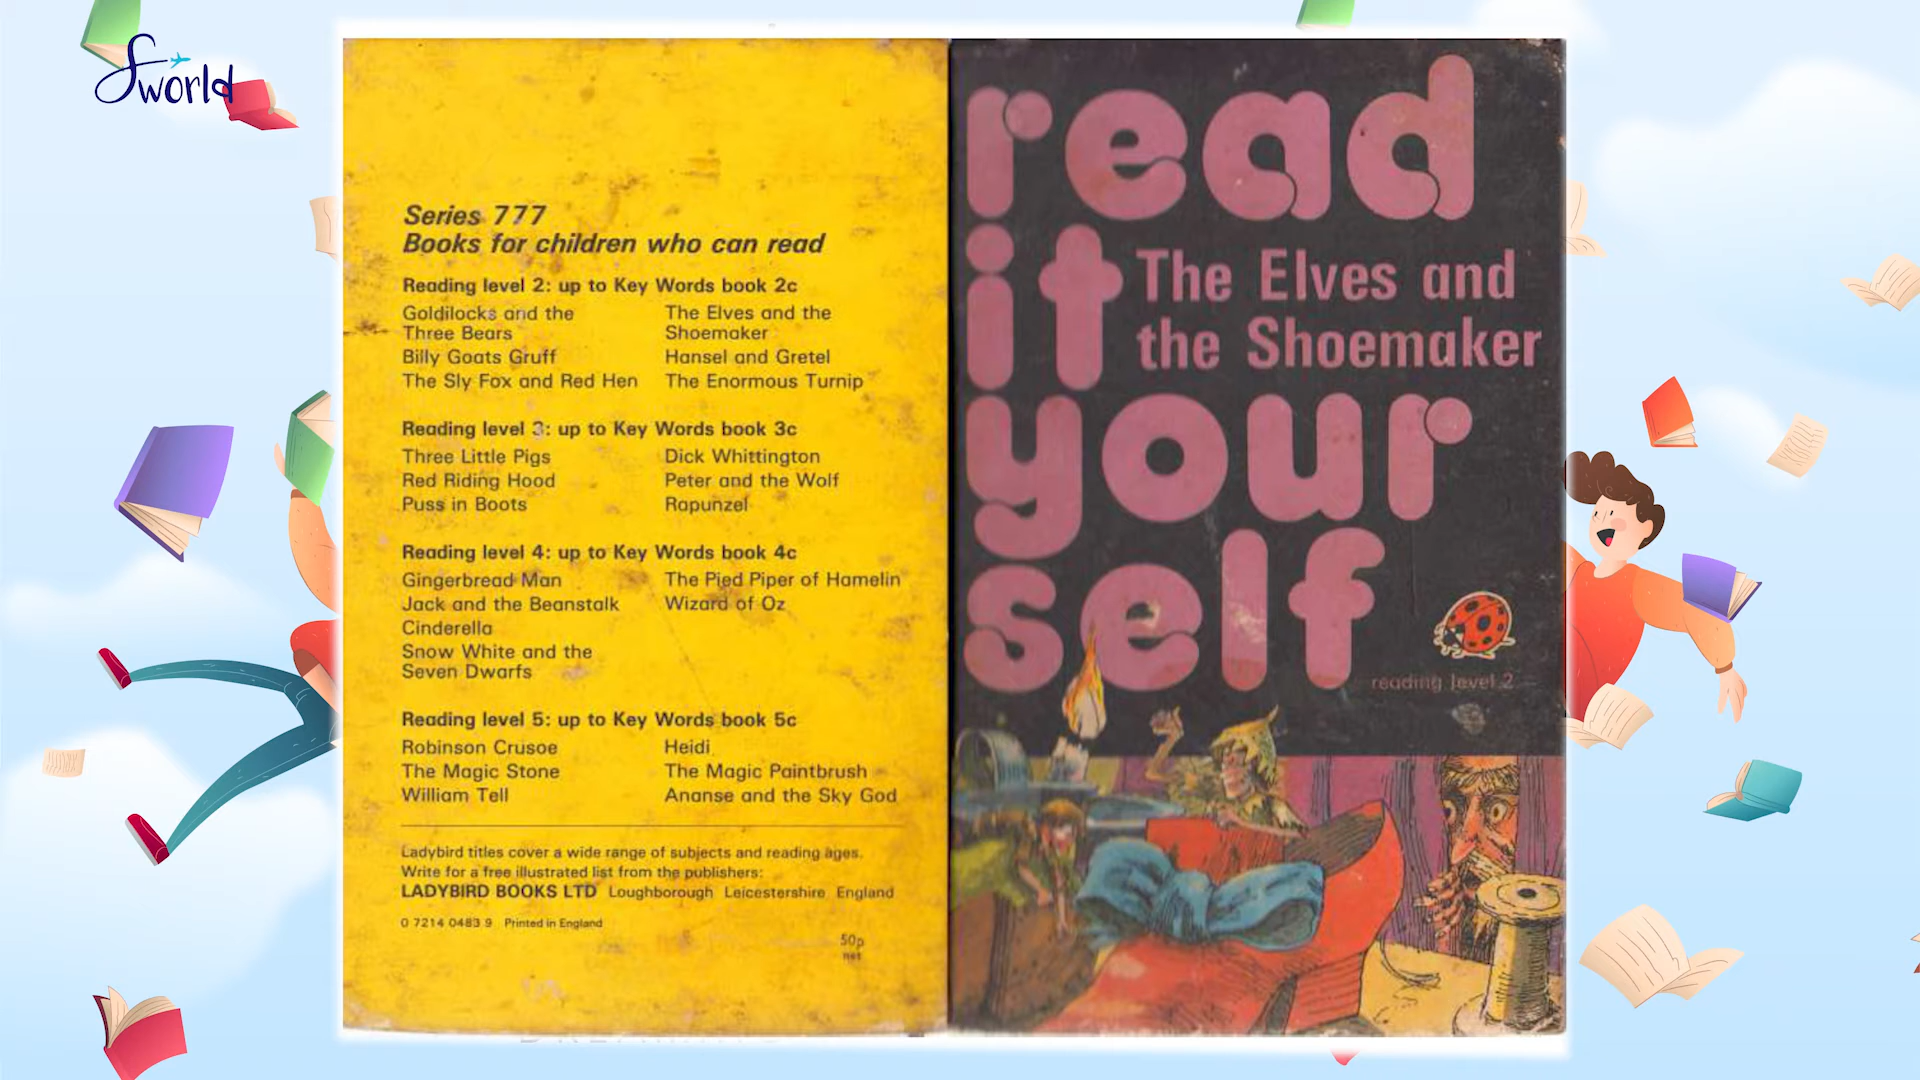 Sworld
Series 777
Books for children who can read
Reading level 2: up to Key Words book 2c
Goldilocks and the
Three Bears
Billy Goats Gruff
The Sly Fox and Red Hen
The Elves and the
Shoemaker
Hansel and Gretel
The Enormous Turnip
Reading level 3: up to Key Words book 3c
Three Little Pigs
Red Riding Hood
Puss in Boots
Dick Whittington
Peter and the Wolf
Rapunzel
Reading level 4: up to Key Words book 4c
Gingerbread Man
Jack and the Beanstalk
Cinderella
Snow White and the
Seven Dwarfs
The Pied Piper of Hamelin
Wizard of Oz
Reading level 5: up to Key Words book 5c
Robinson Crusoe
The Magic Stone
William Tell
Heidi
The Magic Paintbrush
Ananse and the Sky God
Ladybird titles cover a wide range of subjects and reading ages.
Write for a free illustrated list from the publishers:
LADYBIRD BOOKS LTD Loughborough Leicestershire England
0 7214 0483 9 Printed in England
50p
net
read
it
The Elves and
the Shoemaker
your
self
reading level 2